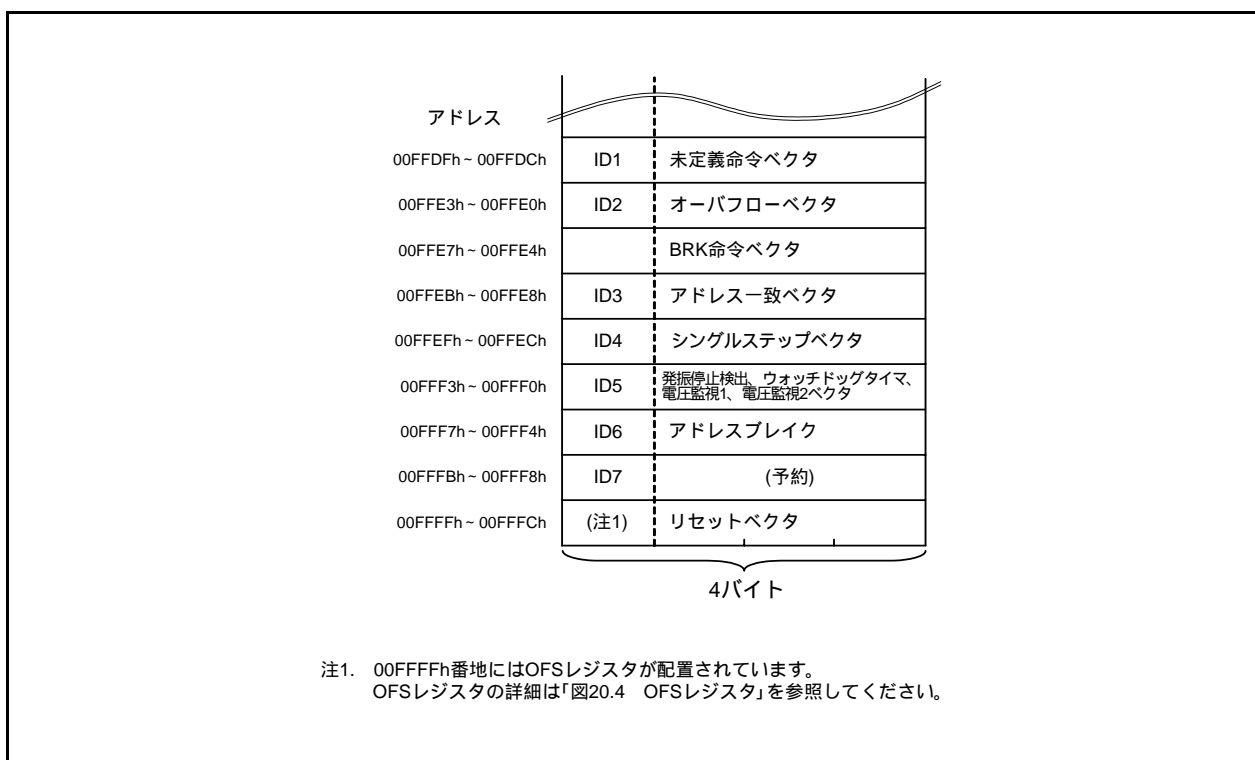 アドレス
00FFDFh~00FFDCh ID1 未定義命令ベクタ
00FFE3h~00FFE0h ID2 オーバフローベクタ
00FFE7h~00FFE4h BRK命令ベクタ
00FFEBh~00FFE8h ID3 アドレス一致ベクタ
00FFEFh~00FFECh ID4 シングルステップベクタ
00FFF3h~00FFF0h ID5 発振停止検出、ウォッチドッグタイマ、
電圧監視1、電圧監視2ベクタ
00FFF7h~00FFF4h ID6 アドレスブレイク
00FFFBh~00FFF8h ID7 (予約)
00FFFFh~00FFFCh (注1) リセットベクタ
4バイト
注1. 00FFFFh番地にはOFSレジスタが配置されています。
OFSレジスタの詳細は「図20.4 OFSレジスタ」を参照してください。